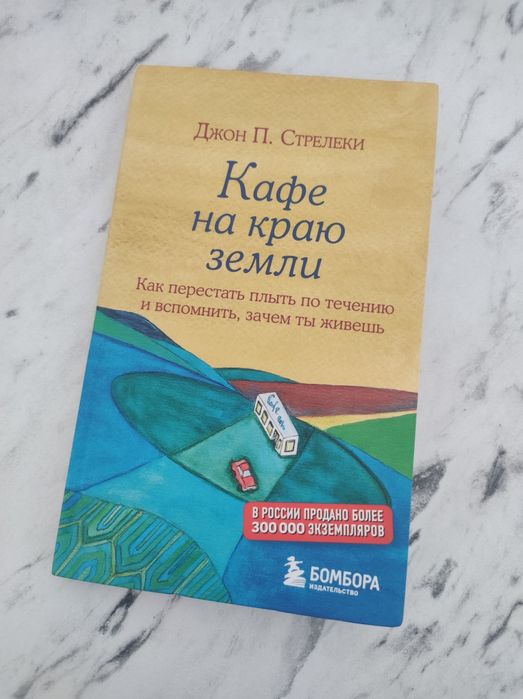 Джон П. Стрелеки
Кафе
на краю
земли
Как перестать плыть по течению
и вспомнить, зачем ты живешь
В РОССИИ ПРОДАНО БОЛЕЕ
300 000 ЭКЗЕМПЛЯРОВ
БОМБОРА
ИЗДАТЕЛЬСТВО